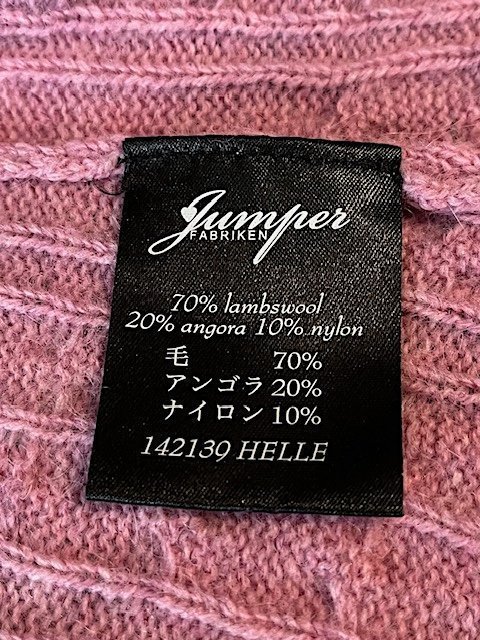 Jumper
FABRIKEN
70% lambswool
20% angora 10% nylon
毛 70%
アンゴラ 20%
ナイロン 10%
142139 HELLE